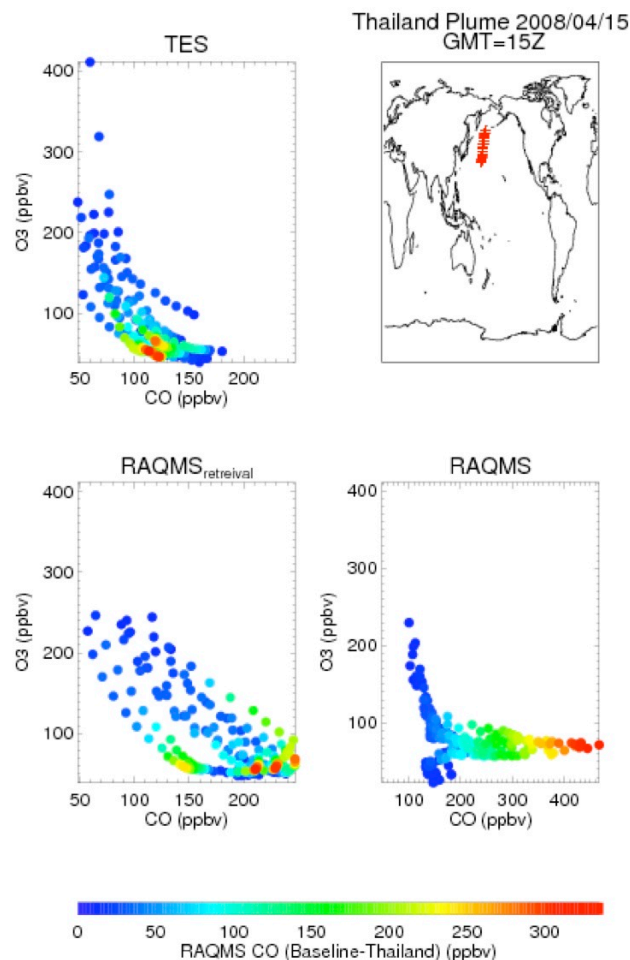 TES
Thailand Plume 2008/04/15
GMT=15Z
400
300
200
100
O3 (ppbv)
50 100 150 200
CO (ppbv)
RAQMSretreival
RAQMS
400
300
200
100
O3 (ppbv)
50 100 150 200
CO (ppbv)
400
300
200
100
O3 (ppbv)
100 200 300 400
CO (ppbv)
0 50 100 150 200 250 300
RAQMS CO (Baseline-Thailand) (ppbv)